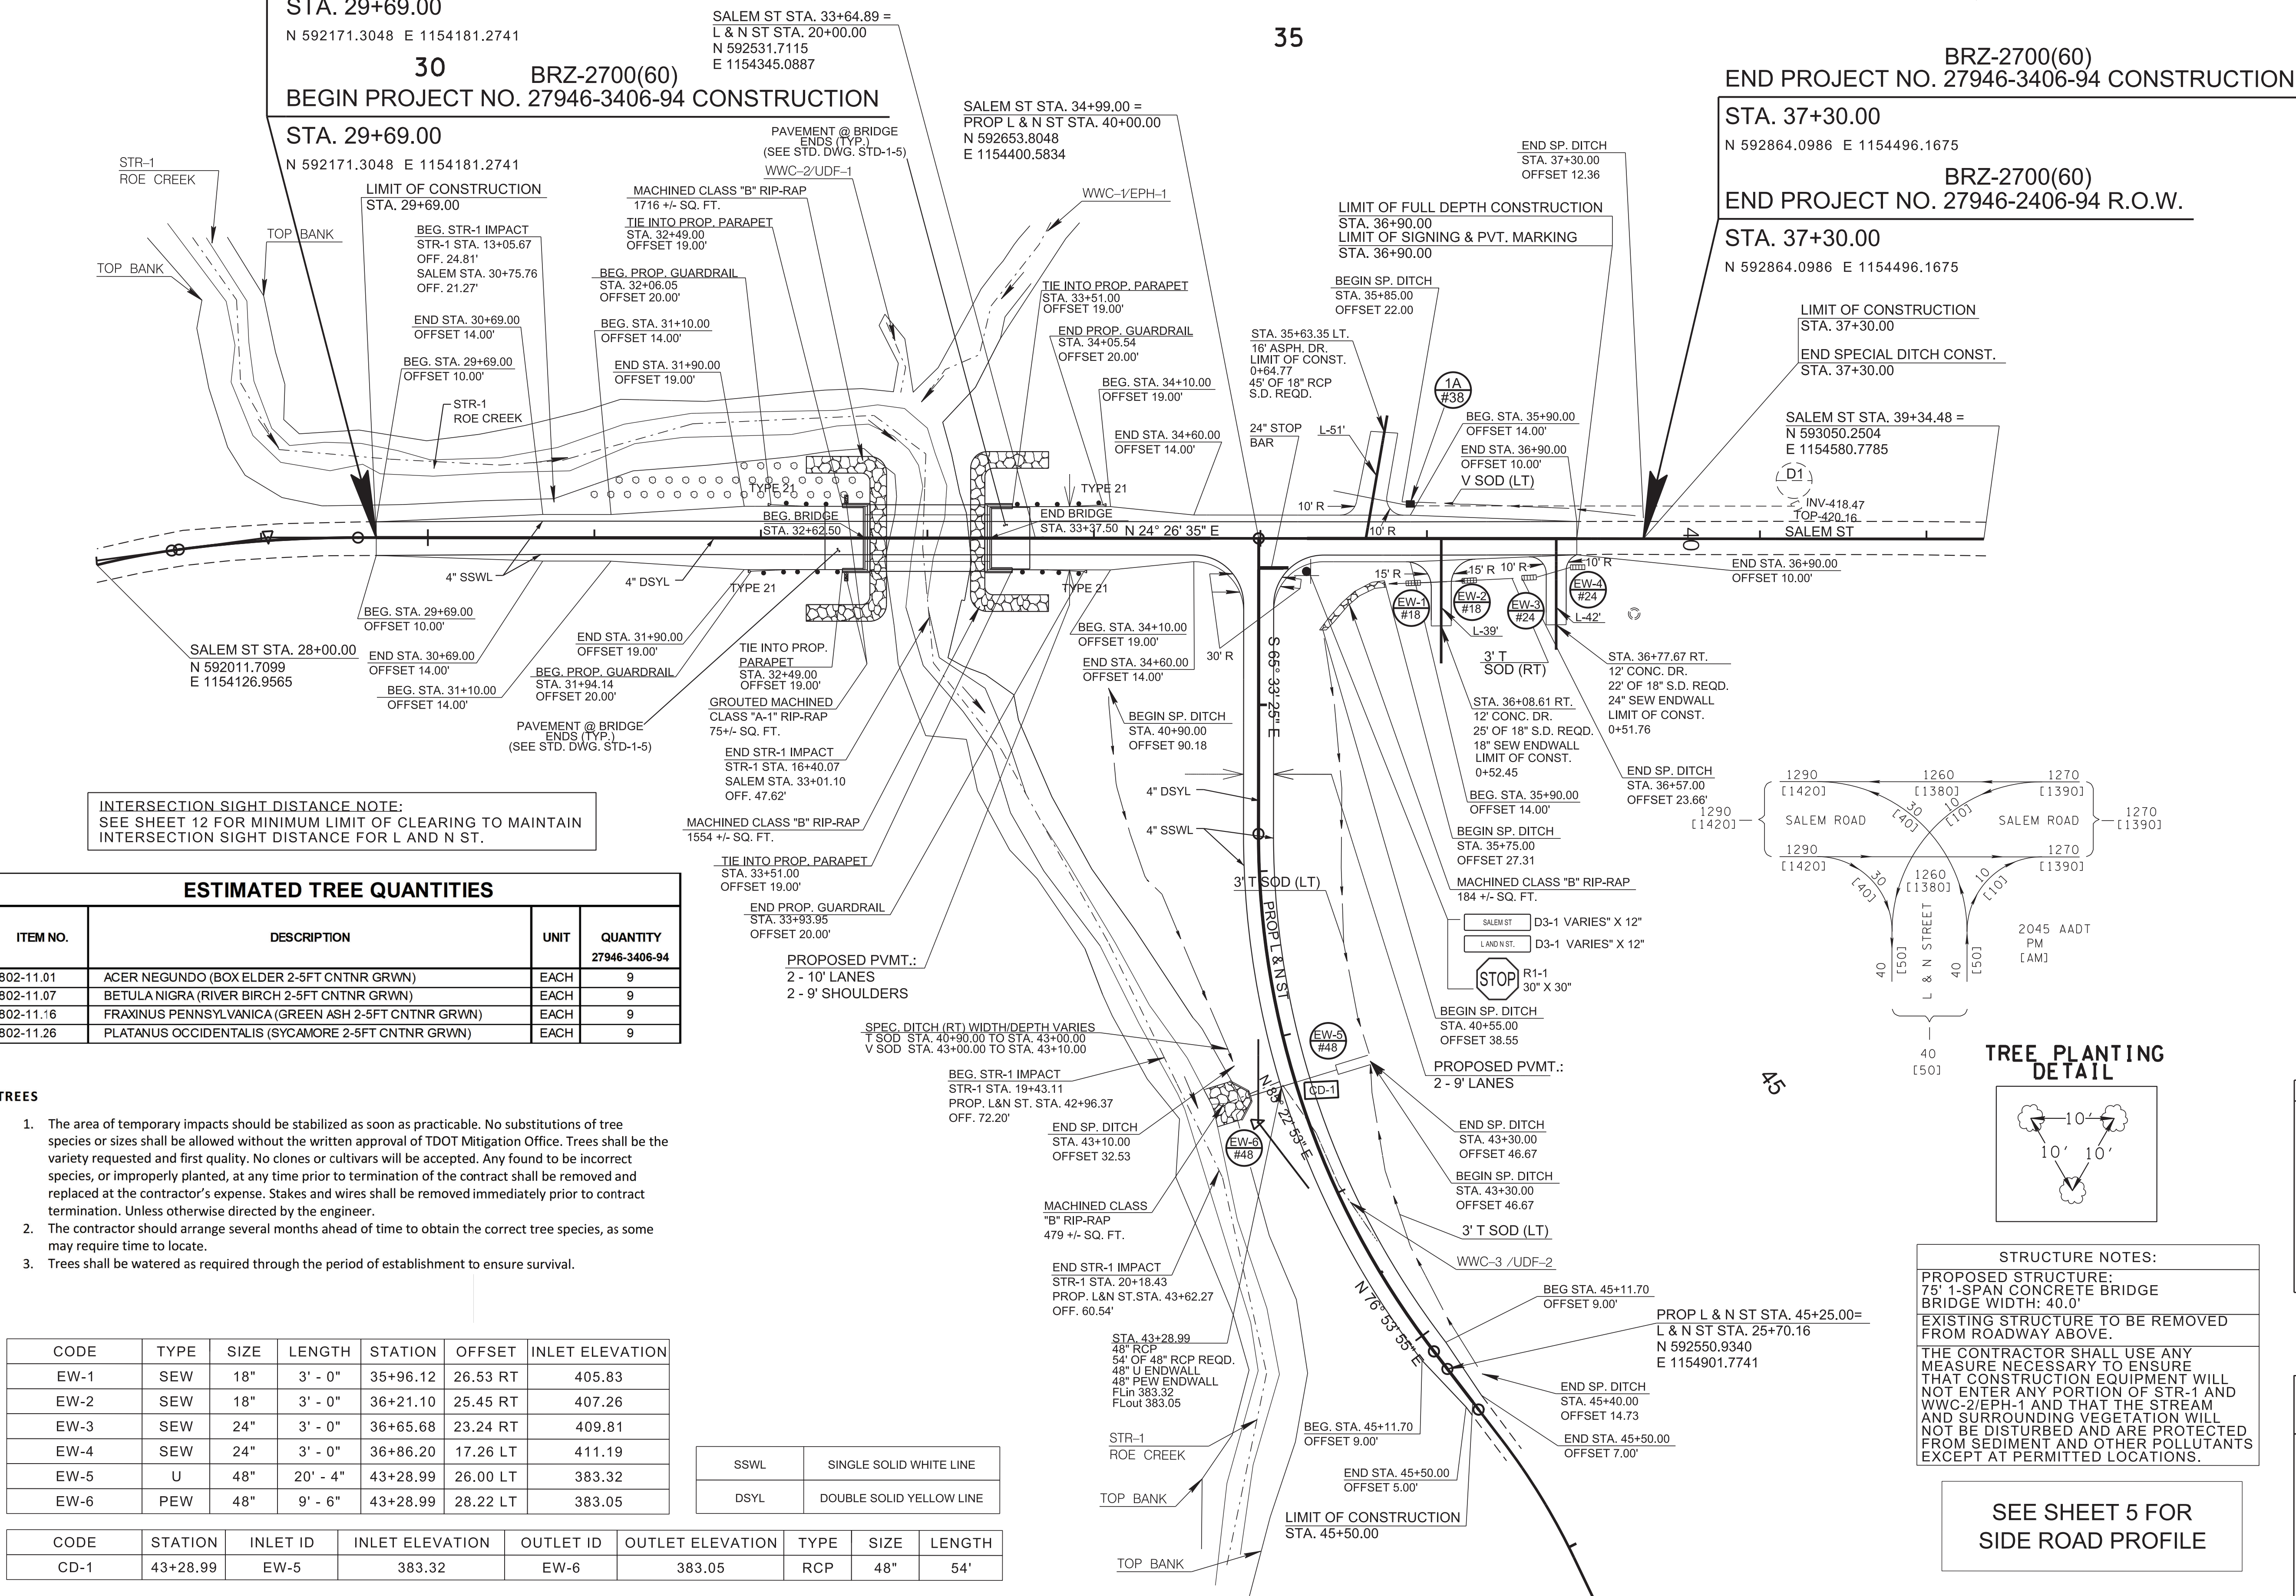 STA. 29+69.00
N 592171.3048 E 1154181.2741
30
BRZ-2700(60)
BEGIN PROJECT NO. 27946-3406-94 CONSTRUCTION
STA. 29+69.00
N 592171.3048 E 1154181.2741
SALEM ST STA. 33+64.89 =
L & N ST STA. 20+00.00
N 592531.7115
E 1154345.0887
35
BRZ-2700(60)
END PROJECT NO. 27946-3406-94 CONSTRUCTION
STA. 37+30.00
N 592864.0986 E 1154496.1675
BRZ-2700(60)
END PROJECT NO. 27946-2406-94 R.O.W.
STA. 37+30.00
N 592864.0986 E 1154496.1675
SALEM ST STA. 34+99.00 =
PROP L & N ST STA. 40+00.00
N 592653.8048
E 1154400.5834
PAVEMENT @ BRIDGE
ENDS (TYP.)
(SEE STD. DWG. STD-1-5)
WWC-2/UDF-1
WWC-1/EPH-1
STR-1
ROE CREEK
TOP BANK
TOP BANK
LIMIT OF CONSTRUCTION
STA. 29+69.00
BEG. STR-1 IMPACT
STR-1 STA. 13+05.67
OFF. 24.81'
SALEM STA. 30+75.76
OFF. 21.27'
END STA. 30+69.00
OFFSET 14.00'
BEG. STA. 29+69.00
OFFSET 10.00'
STR-1
ROE CREEK
MACHINED CLASS "B" RIP-RAP
1716 +/- SQ. FT.
TIE INTO PROP. PARAPET
STA. 32+49.00
OFFSET 19.00'
BEG. PROP. GUARDRAIL
STA. 32+06.05
OFFSET 20.00'
BEG. STA. 31+10.00
OFFSET 14.00'
END STA. 31+90.00
OFFSET 19.00'
TIE INTO PROP. PARAPET
STA. 33+51.00
OFFSET 19.00'
END PROP. GUARDRAIL
STA. 34+05.54
OFFSET 20.00'
BEG. STA. 34+10.00
OFFSET 19.00'
END STA. 34+60.00
OFFSET 14.00'
END SP. DITCH
STA. 37+30.00
OFFSET 12.36
LIMIT OF FULL DEPTH CONSTRUCTION
STA. 36+90.00
LIMIT OF SIGNING & PVT. MARKING
STA. 36+90.00
BEGIN SP. DITCH
STA. 35+85.00
OFFSET 22.00
STA. 35+63.35 LT.
16' ASPH. DR.
LIMIT OF CONST.
0+64.77
45' OF 18" RCP
S.D. REQD.
24" STOP
BAR
L-51'
1A
#38
BEG. STA. 35+90.00
OFFSET 14.00'
END STA. 36+90.00
OFFSET 10.00'
V SOD (LT)
LIMIT OF CONSTRUCTION
STA. 37+30.00
END SPECIAL DITCH CONST.
STA. 37+30.00
SALEM ST STA. 39+34.48 =
N 593050.2504
E 1154580.7785
D1
INV-418.47
TOP-420.16
SALEM ST
40
TYPE 21
TYPE 21
BEG. BRIDGE
STA. 32+62.50
END BRIDGE
STA. 33+37.50
N 24° 26' 35" E
10' R
10' R
4" SSWL
4" DSYL
TYPE 21
TYPE 21
15' R
15' R
10' R
10' R
EW-1
#18
EW-2
#18
EW-3
#24
EW-4
#24
L-39'
L-42'
3' T
SOD (RT)
END STA. 36+90.00
OFFSET 10.00'
SALEM ST STA. 28+00.00
N 592011.7099
E 1154126.9565
BEG. STA. 29+69.00
OFFSET 10.00'
END STA. 30+69.00
OFFSET 14.00'
BEG. STA. 31+10.00
OFFSET 14.00'
END STA. 31+90.00
OFFSET 19.00'
BEG. PROP. GUARDRAIL
STA. 31+94.14
OFFSET 20.00'
PAVEMENT @ BRIDGE
ENDS (TYP.)
(SEE STD. DWG. STD-1-5)
TIE INTO PROP.
PARAPET
STA. 32+49.00
OFFSET 19.00'
GROUTED MACHINED
CLASS "A-1" RIP-RAP
75+/- SQ. FT.
END STR-1 IMPACT
STR-1 STA. 16+40.07
SALEM STA. 33+01.10
OFF. 47.62'
MACHINED CLASS "B" RIP-RAP
1554 +/- SQ. FT.
TIE INTO PROP. PARAPET
STA. 33+51.00
OFFSET 19.00'
END PROP. GUARDRAIL
STA. 33+93.95
OFFSET 20.00'
PROPOSED PVMT.:
2 - 10' LANES
2 - 9' SHOULDERS
BEG. STA. 34+10.00
OFFSET 19.00'
END STA. 34+60.00
OFFSET 14.00'
30' R
S 65° 33' 25" E
BEGIN SP. DITCH
STA. 40+90.00
OFFSET 90.18
4" DSYL
4" SSWL
3' T SOD (LT)
PROP L & N ST
STA. 36+77.67 RT.
12' CONC. DR.
22' OF 18" S.D. REQD.
24" SEW ENDWALL
LIMIT OF CONST.
0+51.76
STA. 36+08.61 RT.
12' CONC. DR.
25' OF 18" S.D. REQD.
18" SEW ENDWALL
LIMIT OF CONST.
0+52.45
END SP. DITCH
STA. 36+57.00
OFFSET 23.66'
BEG. STA. 35+90.00
OFFSET 14.00'
BEGIN SP. DITCH
STA. 35+75.00
OFFSET 27.31
MACHINED CLASS "B" RIP-RAP
184 +/- SQ. FT.
SALEM ST D3-1 VARIES" X 12"
L AND N ST. D3-1 VARIES" X 12"
STOP R1-1
30" X 30"
BEGIN SP. DITCH
STA. 40+55.00
OFFSET 38.55
PROPOSED PVMT.:
2 - 9' LANES
1290 1260 1270
[1420] [1380] [1390]
1290
[1420]
SALEM ROAD
SALEM ROAD
1270
[1390]
30
[40]
10
[10]
1290 1270
[1420] [1390]
1260
[1380]
30
[40]
10
[10]
L & N STREET
40
[50]
40
[50]
40
[50]
2045 AADT
PM
[AM]
INTERSECTION SIGHT DISTANCE NOTE:
SEE SHEET 12 FOR MINIMUM LIMIT OF CLEARING TO MAINTAIN
INTERSECTION SIGHT DISTANCE FOR L AND N ST.
ESTIMATED TREE QUANTITIES
ITEM NO. DESCRIPTION UNIT QUANTITY
27946-3406-94
802-11.01 ACER NEGUNDO (BOX ELDER 2-5FT CNTNR GRWN) EACH 9
802-11.07 BETULA NIGRA (RIVER BIRCH 2-5FT CNTNR GRWN) EACH 9
802-11.16 FRAXINUS PENNSYLVANICA (GREEN ASH 2-5FT CNTNR GRWN) EACH 9
802-11.26 PLATANUS OCCIDENTALIS (SYCAMORE 2-5FT CNTNR GRWN) EACH 9
TREES
1. The area of temporary impacts should be stabilized as soon as practicable. No substitutions of tree
species or sizes shall be allowed without the written approval of TDOT Mitigation Office. Trees shall be the
variety requested and first quality. No clones or cultivars will be accepted. Any found to be incorrect
species, or improperly planted, at any time prior to termination of the contract shall be removed and
replaced at the contractor's expense. Stakes and wires shall be removed immediately prior to contract
termination. Unless otherwise directed by the engineer.
2. The contractor should arrange several months ahead of time to obtain the correct tree species, as some
may require time to locate.
3. Trees shall be watered as required through the period of establishment to ensure survival.
SPEC. DITCH (RT) WIDTH/DEPTH VARIES
T SOD STA. 40+90.00 TO STA. 43+00.00
V SOD STA. 43+00.00 TO STA. 43+10.00
BEG. STR-1 IMPACT
STR-1 STA. 19+43.11
PROP. L&N ST. STA. 42+96.37
OFF. 72.20'
END SP. DITCH
STA. 43+10.00
OFFSET 32.53
MACHINED CLASS
"B" RIP-RAP
479 +/- SQ. FT.
END STR-1 IMPACT
STR-1 STA. 20+18.43
PROP. L&N ST.STA. 43+62.27
OFF. 60.54'
STA. 43+28.99
48" RCP
54' OF 48" RCP REQD.
48" U ENDWALL
48" PEW ENDWALL
FLin 383.32
FLout 383.05
STR-1
ROE CREEK
TOP BANK
TOP BANK
EW-5
#48
CD-1
EW-6
#48
N 85° 22' 53" E
N 76° 53' 55" E
END SP. DITCH
STA. 43+30.00
OFFSET 46.67
BEGIN SP. DITCH
STA. 43+30.00
OFFSET 46.67
3' T SOD (LT)
WWC-3 /UDF-2
BEG STA. 45+11.70
OFFSET 9.00'
PROP L & N ST STA. 45+25.00=
L & N ST STA. 25+70.16
N 592550.9340
E 1154901.7741
END SP. DITCH
STA. 45+40.00
OFFSET 14.73
END STA. 45+50.00
OFFSET 7.00'
BEG. STA. 45+11.70
OFFSET 9.00'
END STA. 45+50.00
OFFSET 5.00'
LIMIT OF CONSTRUCTION
STA. 45+50.00
45
TREE PLANTING
DETAIL
10'
10' 10'
STRUCTURE NOTES:
PROPOSED STRUCTURE:
75' 1-SPAN CONCRETE BRIDGE
BRIDGE WIDTH: 40.0'
EXISTING STRUCTURE TO BE REMOVED
FROM ROADWAY ABOVE.
THE CONTRACTOR SHALL USE ANY
MEASURE NECESSARY TO ENSURE
THAT CONSTRUCTION EQUIPMENT WILL
NOT ENTER ANY PORTION OF STR-1 AND
WWC-2/EPH-1 AND THAT THE STREAM
AND SURROUNDING VEGETATION WILL
NOT BE DISTURBED AND ARE PROTECTED
FROM SEDIMENT AND OTHER POLLUTANTS
EXCEPT AT PERMITTED LOCATIONS.
SEE SHEET 5 FOR
SIDE ROAD PROFILE
CODE TYPE SIZE LENGTH STATION OFFSET INLET ELEVATION
EW-1 SEW 18" 3' - 0" 35+96.12 26.53 RT 405.83
EW-2 SEW 18" 3' - 0" 36+21.10 25.45 RT 407.26
EW-3 SEW 24" 3' - 0" 36+65.68 23.24 RT 409.81
EW-4 SEW 24" 3' - 0" 36+86.20 17.26 LT 411.19
EW-5 U 48" 20' - 4" 43+28.99 26.00 LT 383.32
EW-6 PEW 48" 9' - 6" 43+28.99 28.22 LT 383.05
SSWL SINGLE SOLID WHITE LINE
DSYL DOUBLE SOLID YELLOW LINE
CODE STATION INLET ID INLET ELEVATION OUTLET ID OUTLET ELEVATION TYPE SIZE LENGTH
CD-1 43+28.99 EW-5 383.32 EW-6 383.05 RCP 48" 54'